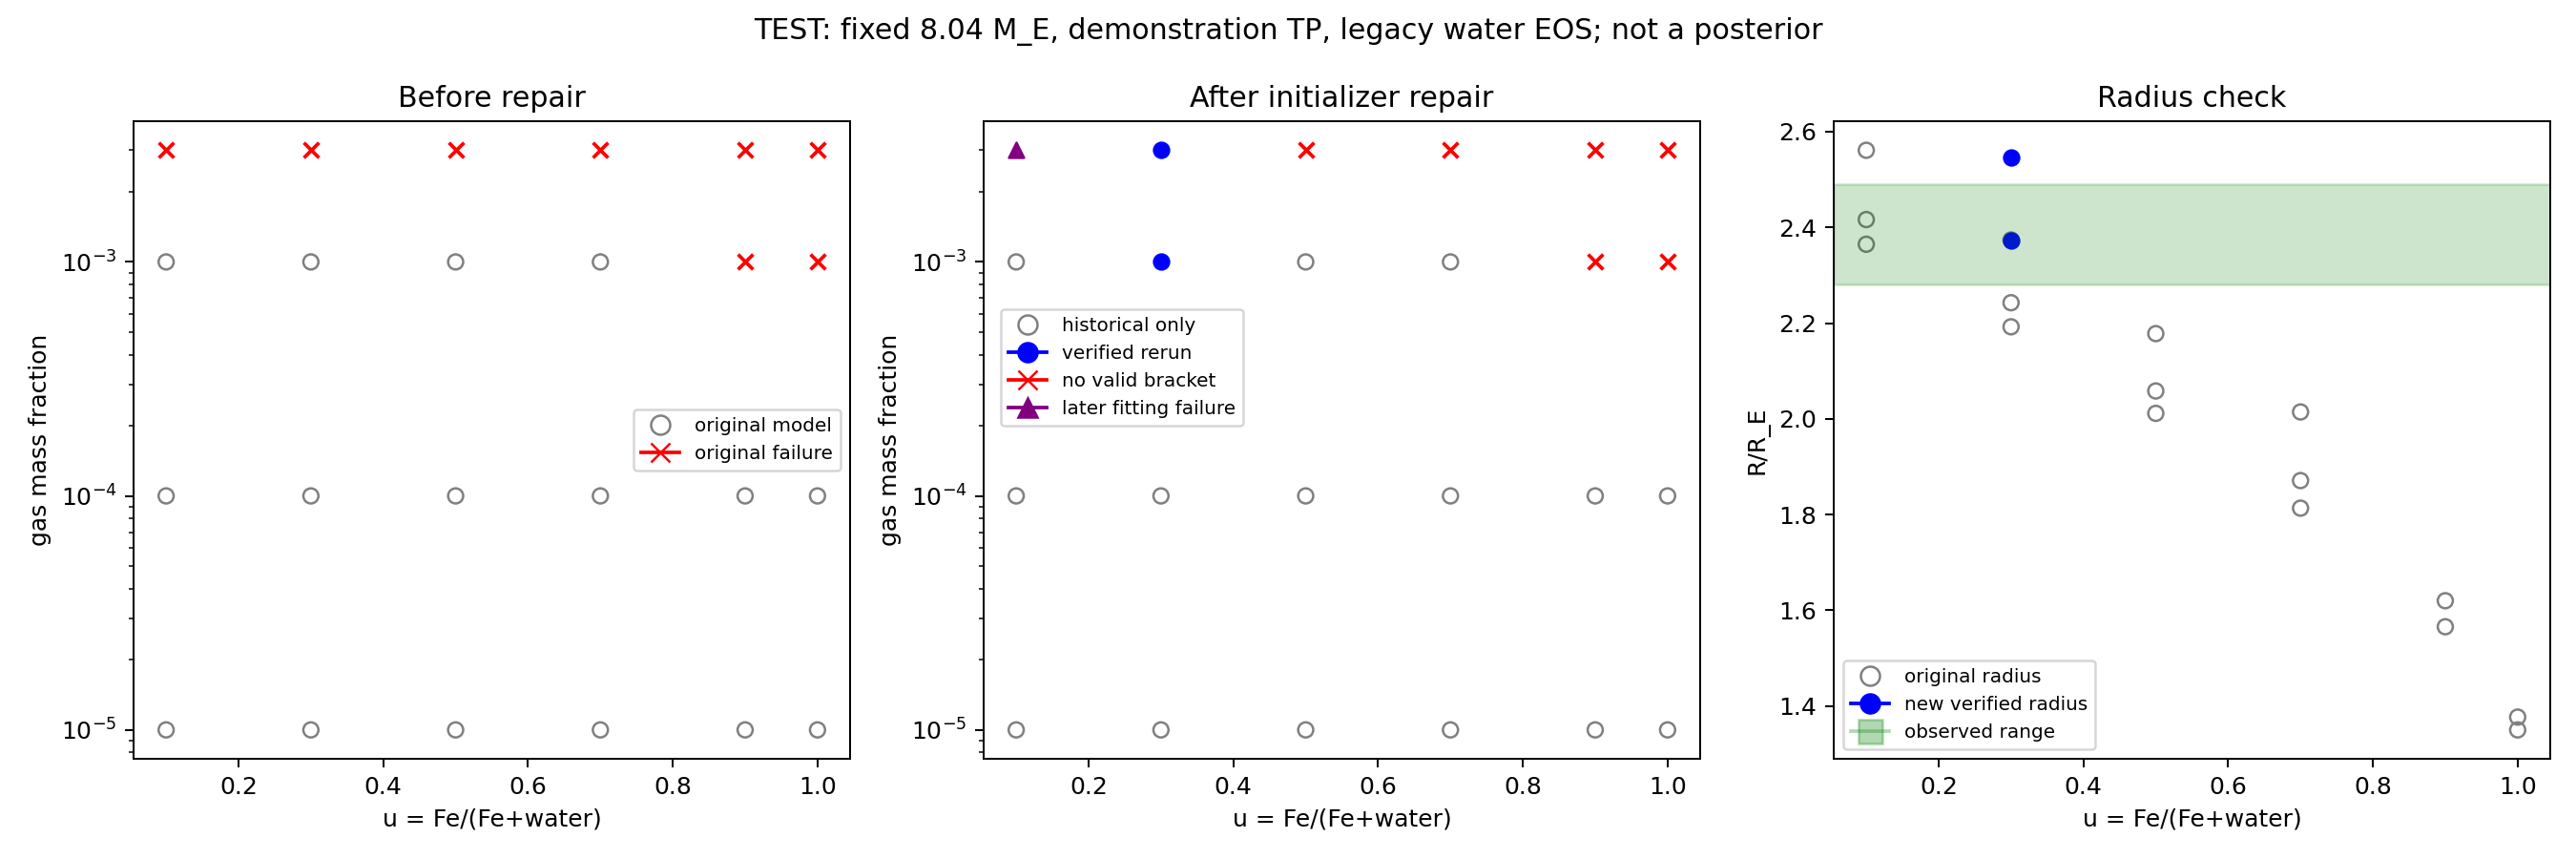 TEST: fixed 8.04 M_E, demonstration TP, legacy water EOS; not a posterior
Before repair
gas mass fraction
10⁻³
10⁻⁴
10⁻⁵
original model
original failure
0.2 0.4 0.6 0.8 1.0
u = Fe/(Fe+water)
After initializer repair
gas mass fraction
10⁻³
10⁻⁴
10⁻⁵
historical only
verified rerun
no valid bracket
later fitting failure
0.2 0.4 0.6 0.8 1.0
u = Fe/(Fe+water)
Radius check
R/R_E
2.6
2.4
2.2
2.0
1.8
1.6
1.4
original radius
new verified radius
observed range
0.2 0.4 0.6 0.8 1.0
u = Fe/(Fe+water)